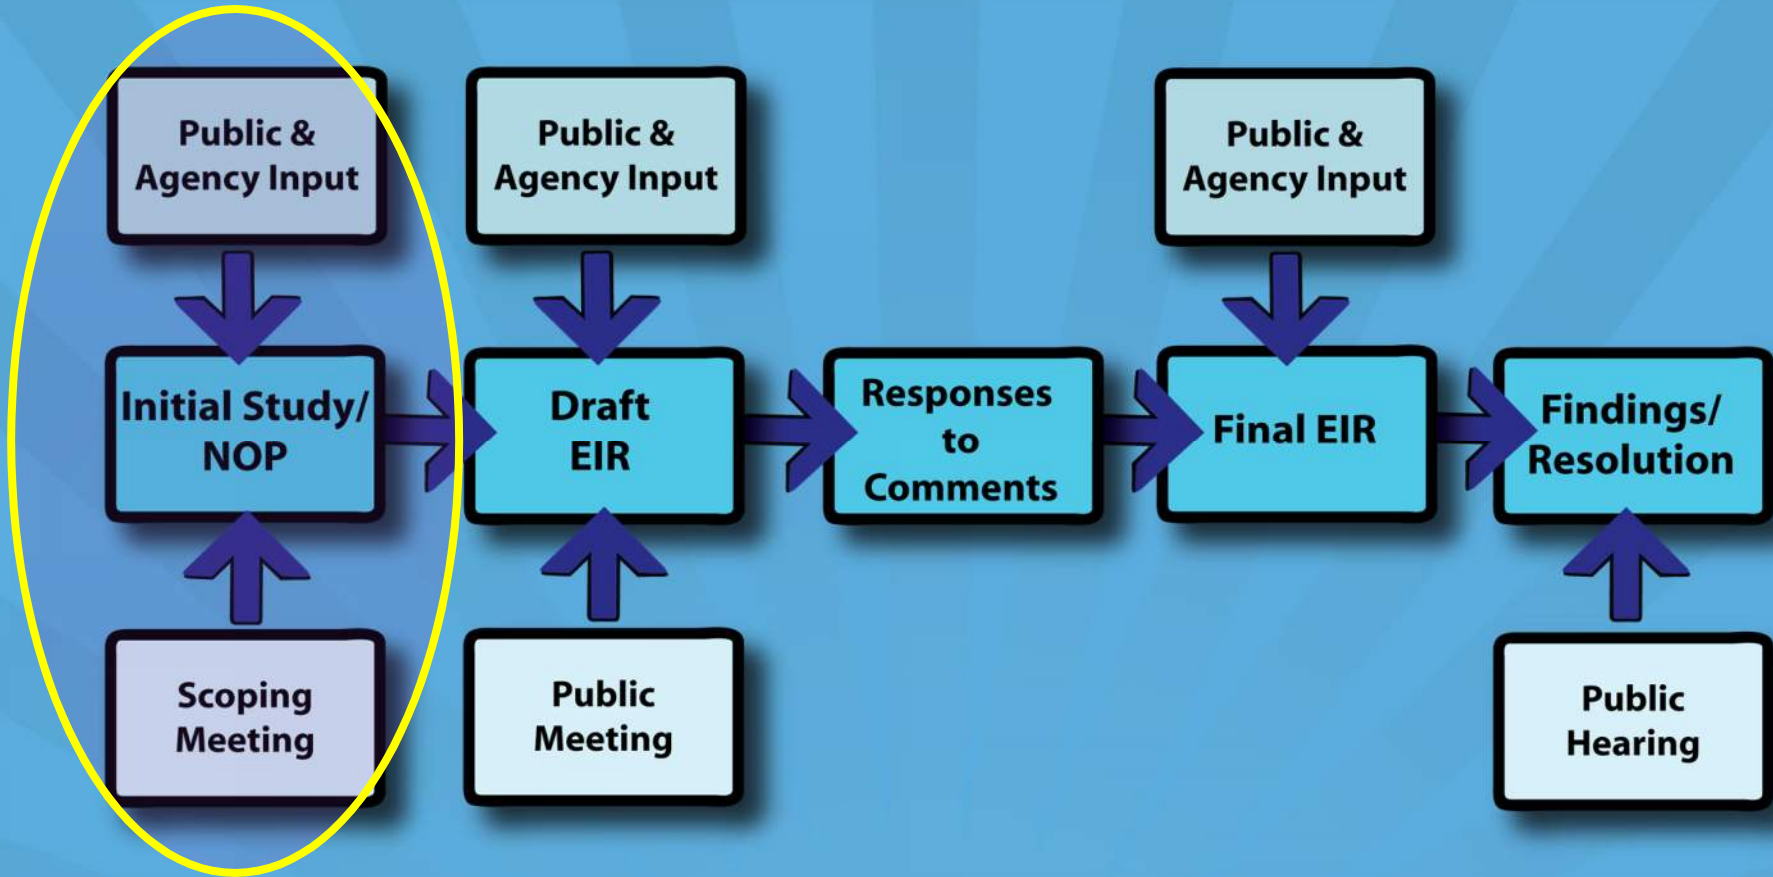 Public &
Agency Input
Public &
Agency Input
Public &
Agency Input
Initial Study/
NOP
Draft
EIR
Responses
to
Comments
Final EIR
Findings/
Resolution
Scoping
Meeting
Public
Meeting
Public
Hearing